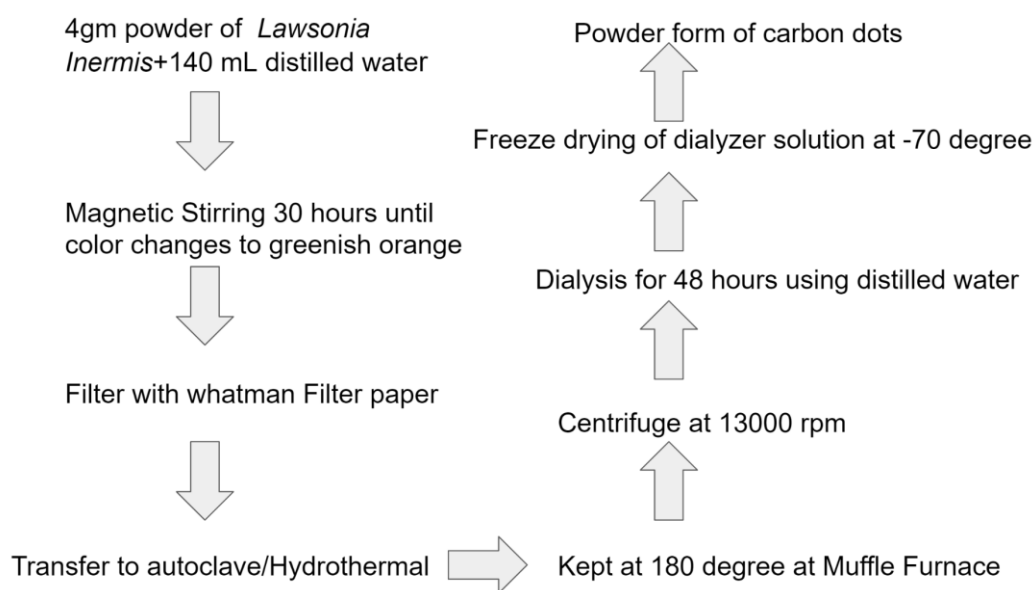 4gm powder of Lawsonia
Inermis+140 mL distilled water
Magnetic Stirring 30 hours until
color changes to greenish orange
Filter with whatman Filter paper
Transfer to autoclave/Hydrothermal
Kept at 180 degree at Muffle Furnace
Centrifuge at 13000 rpm
Dialysis for 48 hours using distilled water
Freeze drying of dialyzer solution at -70 degree
Powder form of carbon dots